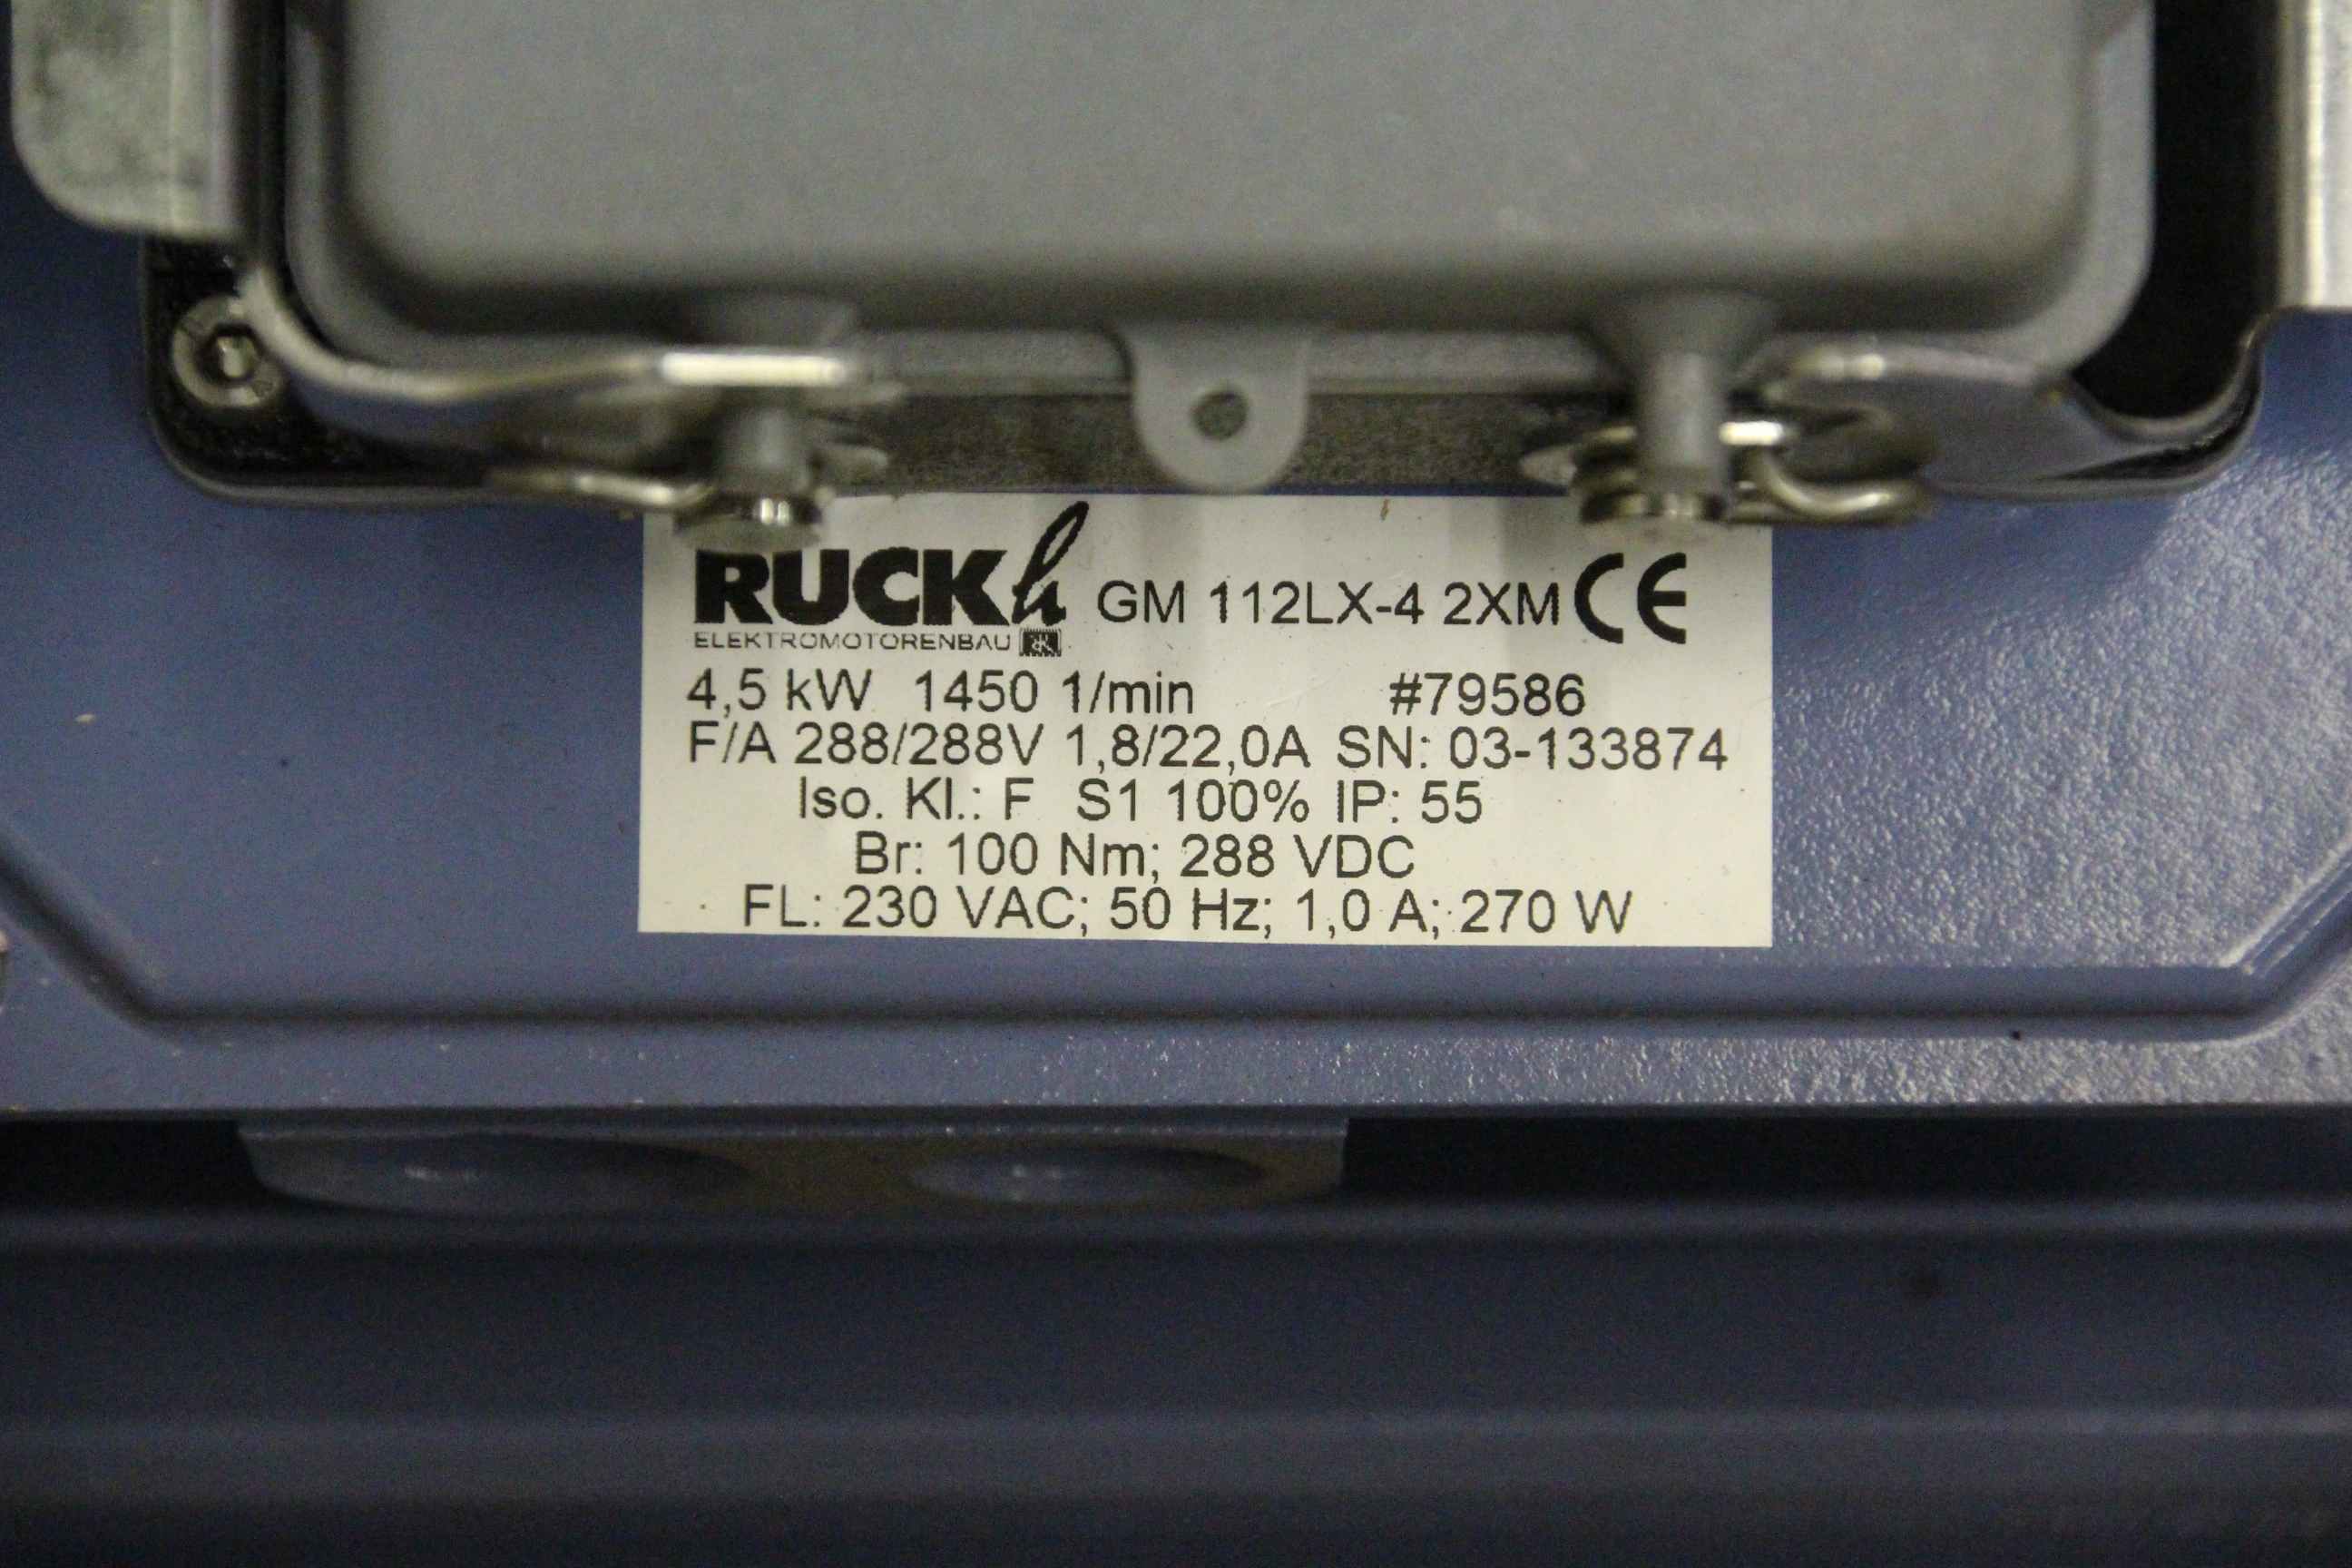 RUCKh GM 112LX-4 2XM CE
ELEKTROMOTORENBAU
4,5 kW 1450 1/min #79586
F/A 288/288V 1,8/22,0A SN: 03-133874
Iso. Kl.: F S1 100% IP: 55
Br: 100 Nm; 288 VDC
FL: 230 VAC; 50 Hz; 1,0 A; 270 W